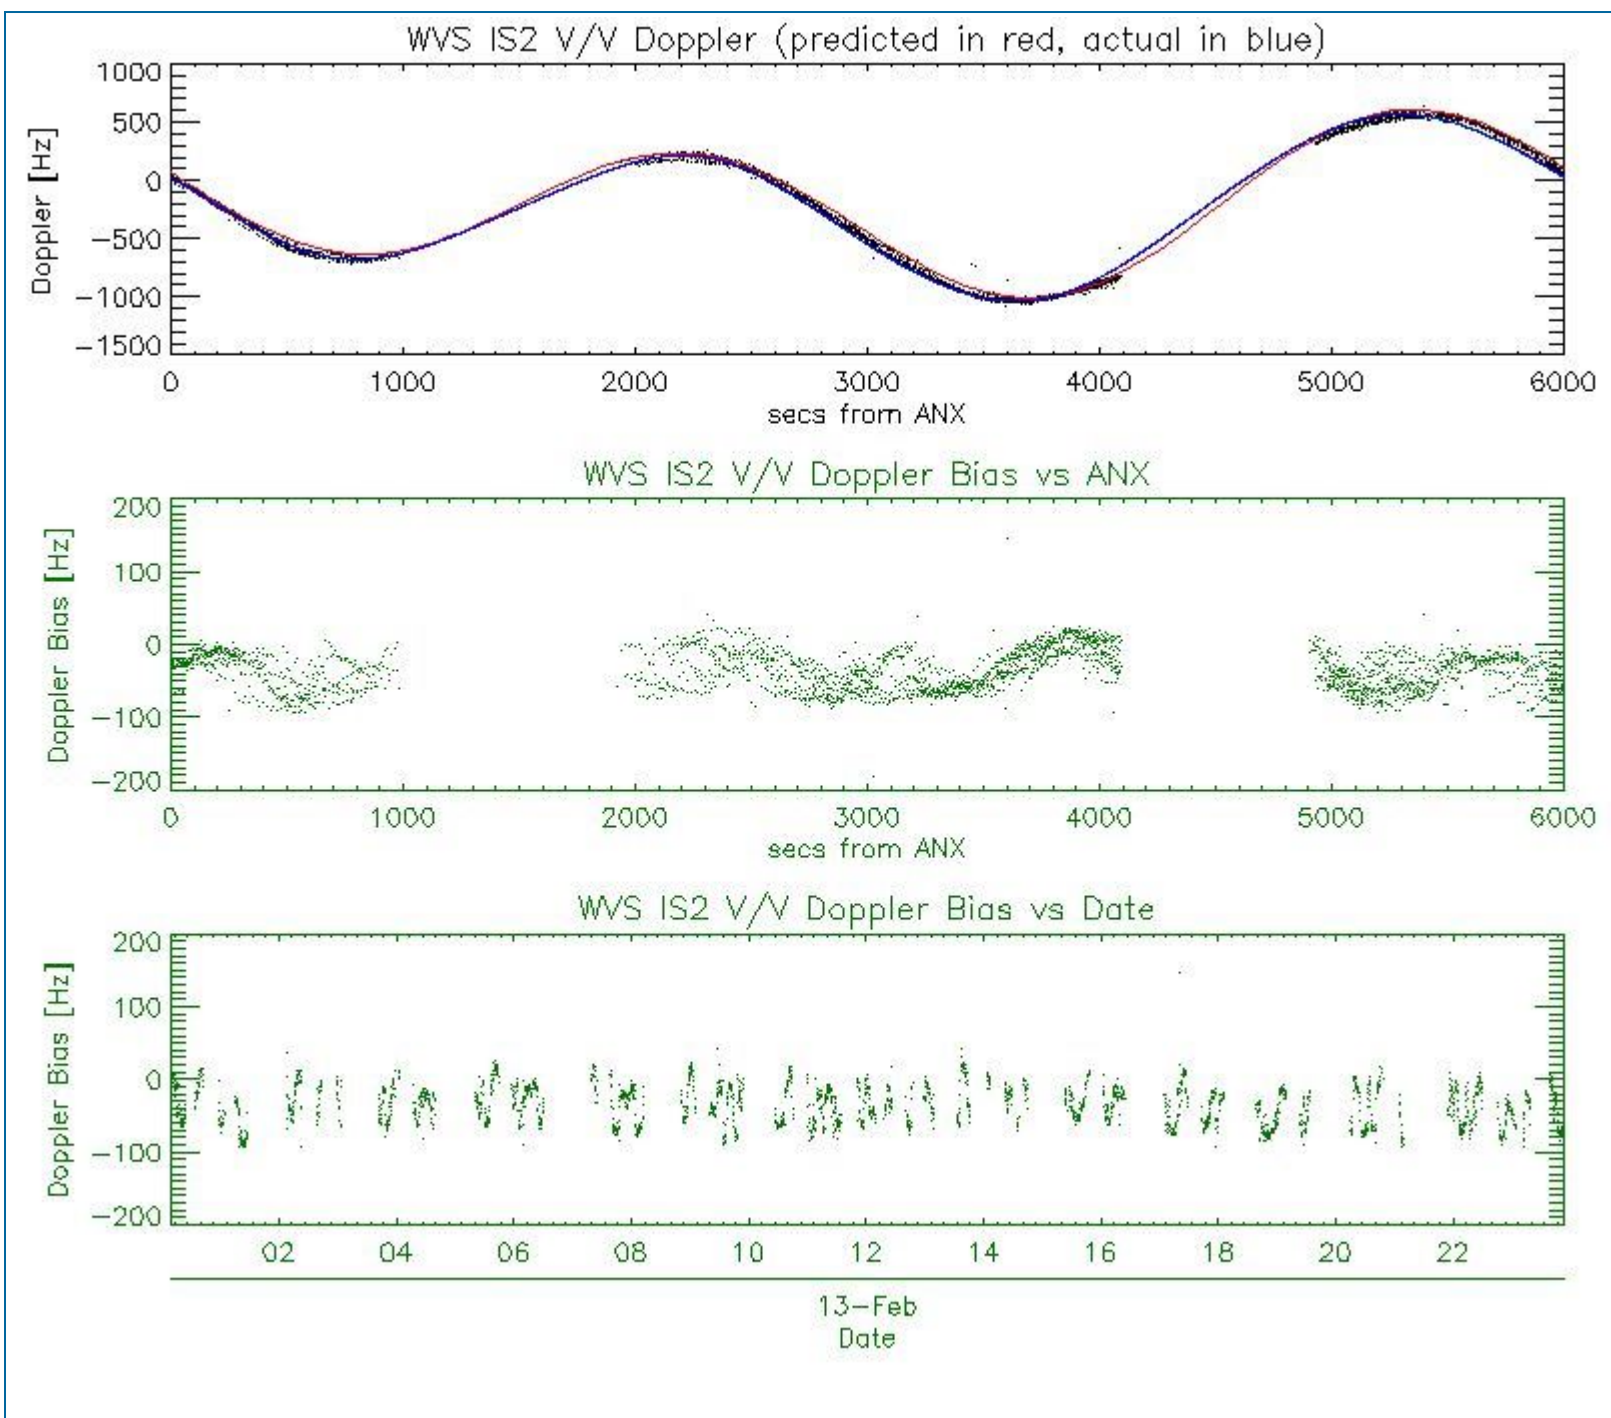 WVS IS2 V/V Doppler (predicted in red, actual in blue)
1000
500
0
−500
−1000
−1500
Doppler [Hz]
0 1000 2000 3000 4000 5000 6000
secs from ANX
WVS IS2 V/V Doppler Bias vs ANX
200
100
0
−100
−200
Doppler Bias [Hz]
0 1000 2000 3000 4000 5000 6000
secs from ANX
WVS IS2 V/V Doppler Bias vs Date
200
100
0
−100
−200
Doppler Bias [Hz]
02 04 06 08 10 12 14 16 18 20 22
13−Feb
Date